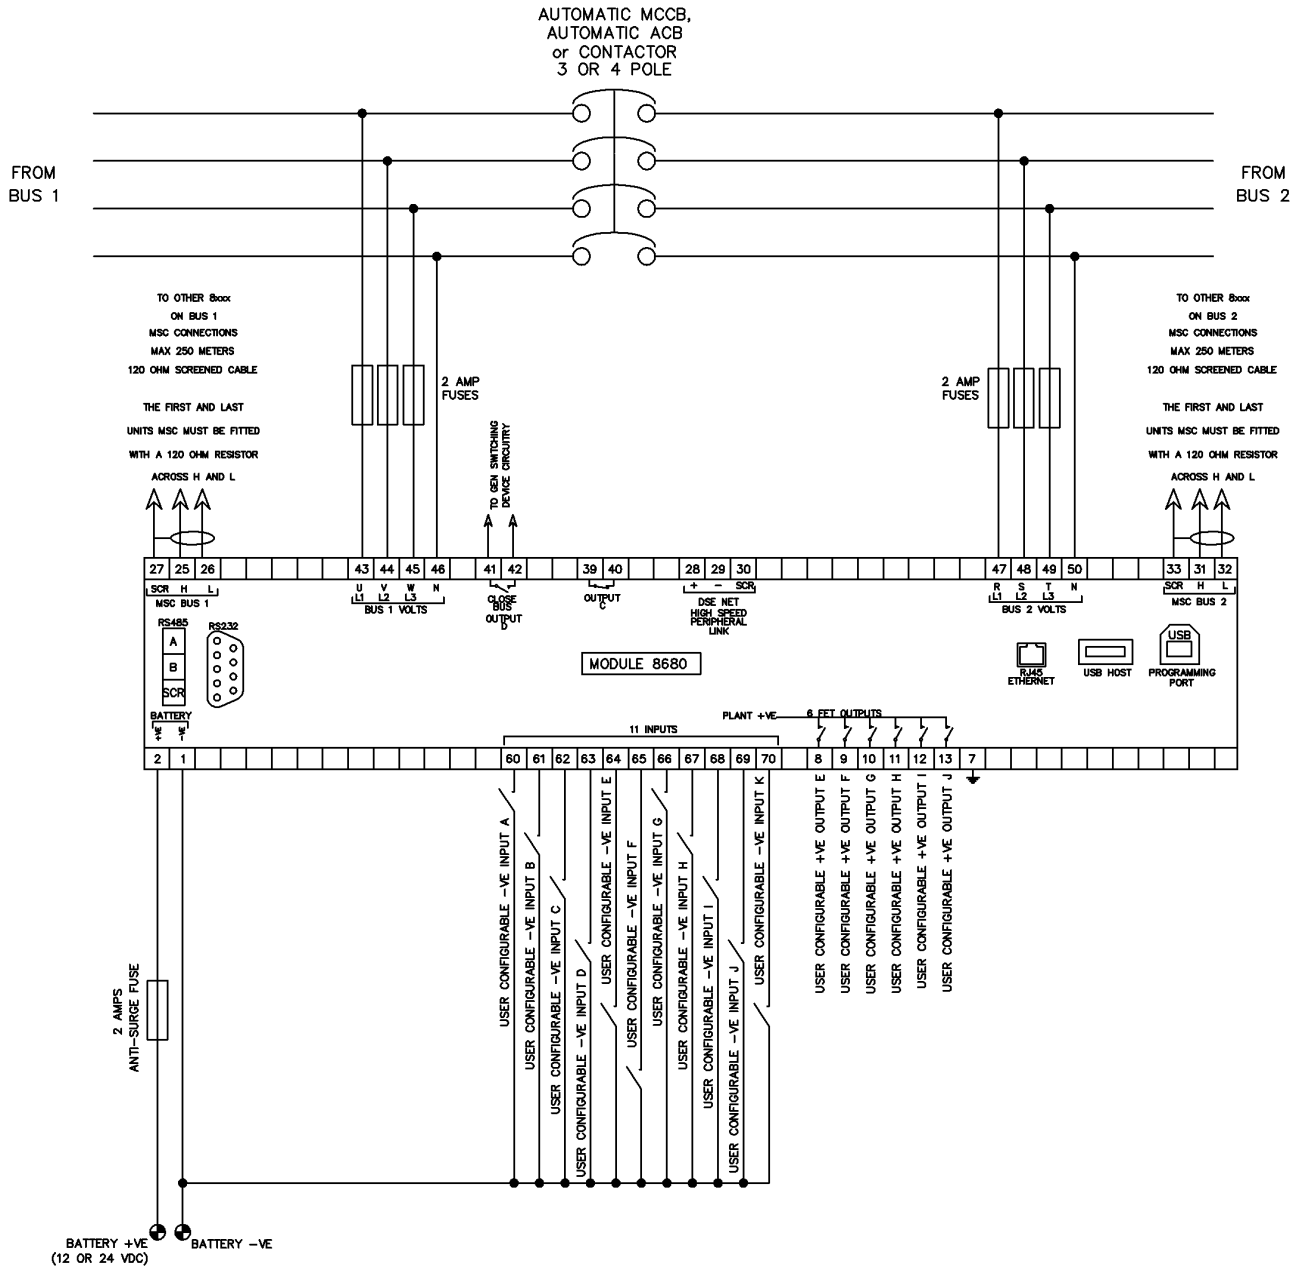 AUTOMATIC MCCB,
AUTOMATIC ACB
or CONTACTOR
3 OR 4 POLE
FROM
BUS 1
FROM
BUS 2
TO OTHER 8xxx
ON BUS 1
MSC CONNECTIONS
MAX 250 METERS
120 OHM SCREENED CABLE
THE FIRST AND LAST
UNITS MSC MUST BE FITTED
WITH A 120 OHM RESISTOR
ACROSS H AND L
2 AMP
FUSES
TO GEN SWITCHING
DEVICE CIRCUITRY
2 AMP
FUSES
TO OTHER 8xxx
ON BUS 2
MSC CONNECTIONS
MAX 250 METERS
120 OHM SCREENED CABLE
THE FIRST AND LAST
UNITS MSC MUST BE FITTED
WITH A 120 OHM RESISTOR
ACROSS H AND L
27 25 26 43 44 45 46 41 42 39 40 28 29 30 47 48 49 50 33 31 32
SCR H L
MSC BUS 1
U V W N
L1 L2 L3
BUS 1 VOLTS
CLOSE
BUS
OUTPUT
D
OUTPUT
C
+ − SCR
DSE NET
HIGH SPEED
PERIPHERAL
LINK
R S T N
L1 L2 L3
BUS 2 VOLTS
SCR H L
MSC BUS 2
RS485
A
B
SCR
RS232
MODULE 8680
RJ45
ETHERNET
USB HOST
USB
PROGRAMMING
PORT
BATTERY
+VE
-VE
11 INPUTS
PLANT +VE
6 FET OUTPUTS
2 1 60 61 62 63 64 65 66 67 68 69 70 8 9 10 11 12 13 7
USER CONFIGURABLE -VE INPUT A
USER CONFIGURABLE -VE INPUT B
USER CONFIGURABLE -VE INPUT C
USER CONFIGURABLE -VE INPUT D
USER CONFIGURABLE -VE INPUT E
USER CONFIGURABLE -VE INPUT F
USER CONFIGURABLE -VE INPUT G
USER CONFIGURABLE -VE INPUT H
USER CONFIGURABLE -VE INPUT I
USER CONFIGURABLE -VE INPUT J
USER CONFIGURABLE -VE INPUT K
USER CONFIGURABLE +VE OUTPUT E
USER CONFIGURABLE +VE OUTPUT F
USER CONFIGURABLE +VE OUTPUT G
USER CONFIGURABLE +VE OUTPUT H
USER CONFIGURABLE +VE OUTPUT I
USER CONFIGURABLE +VE OUTPUT J
2 AMPS
ANTI-SURGE FUSE
BATTERY +VE
(12 OR 24 VDC)
BATTERY -VE